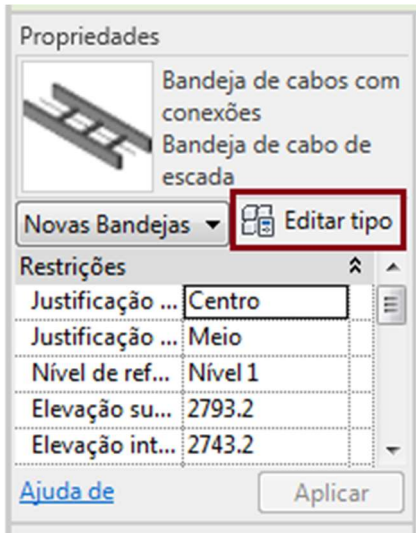 Propriedades
Bandeja de cabos com
conexões
Bandeja de cabo de
escada
Novas Bandejas
Editar tipo
Restrições
Justificação ... Centro
Justificação ... Meio
Nível de ref... Nível 1
Elevação su... 2793.2
Elevação int... 2743.2
Ajuda de
Aplicar